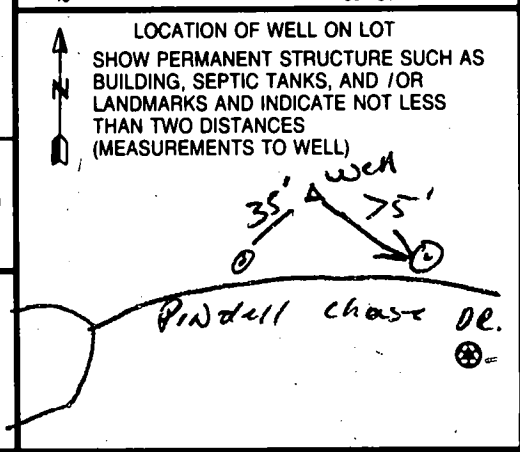 LOCATION OF WELL ON LOT
SHOW PERMANENT STRUCTURE SUCH AS
BUILDING, SEPTIC TANKS, AND /OR
LANDMARKS AND INDICATE NOT LESS
THAN TWO DISTANCES
(MEASUREMENTS TO WELL)
N
well
35' 75'
Pindell Chase DR.